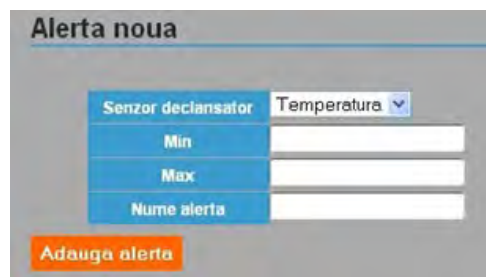 Alerta noua
Senzor declansator Temperatura
Min
Max
Nume alerta
Adauga alerta